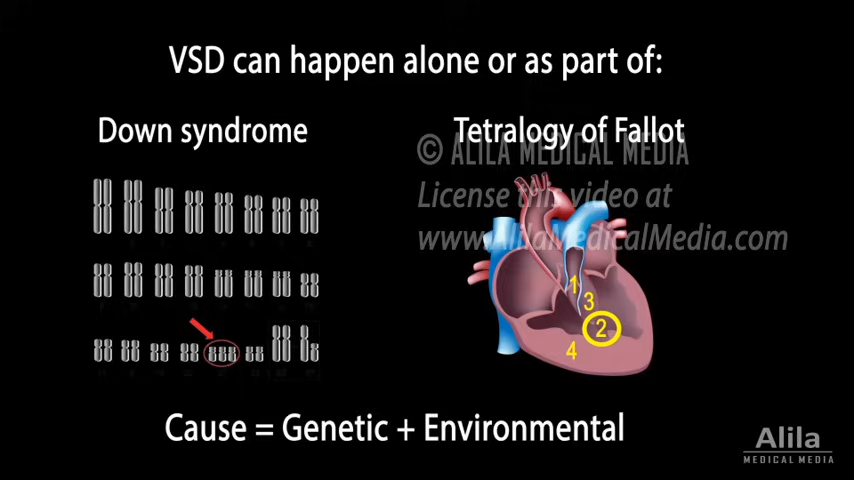 VSD can happen alone or as part of:
Down syndrome
Tetralogy of Fallot
© ALILA MEDICAL MEDIA
License this video at
www.AlilaMedicalMedia.com
1
3
2
4
Cause = Genetic + Environmental
Alila
MEDICAL MEDIA